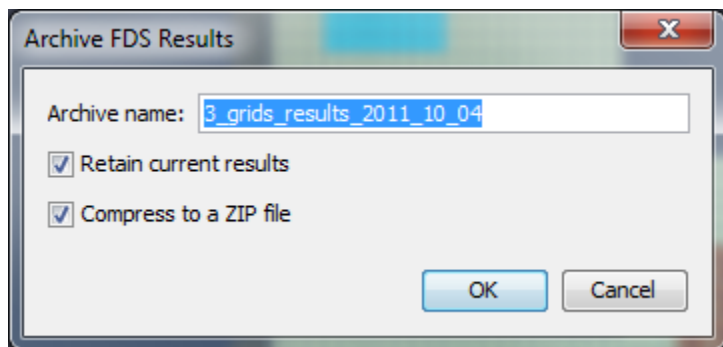 Archive FDS Results
Archive name: 3_grids_results_2011_10_04
Retain current results
Compress to a ZIP file
OK Cancel